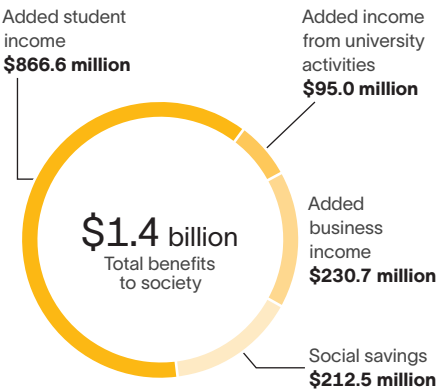 Added student
income
$866.6 million
Added income
from university
activities
$95.0 million
$1.4 billion
Total benefits
to society
Added
business
income
$230.7 million
Social savings
$212.5 million